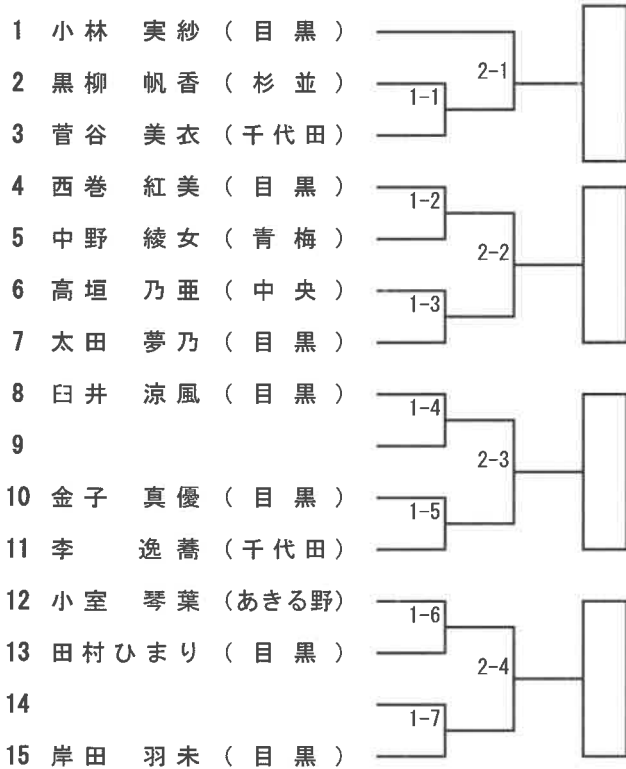 1 小林 実紗 (目黒)
2-1
2 黒柳 帆香 (杉並)
1-1
3 菅谷 美衣 (千代田)
4 西巻 紅美 (目黒)
1-2
5 中野 綾女 (青梅)
2-2
6 高垣 乃亜 (中央)
1-3
7 太田 夢乃 (目黒)
8 臼井 涼風 (目黒)
1-4
9
2-3
10 金子 真優 (目黒)
1-5
11 李 逸蕎 (千代田)
12 小室 琴葉 (あきる野)
1-6
13 田村ひまり (目黒)
2-4
14
1-7
15 岸田 羽未 (目黒)